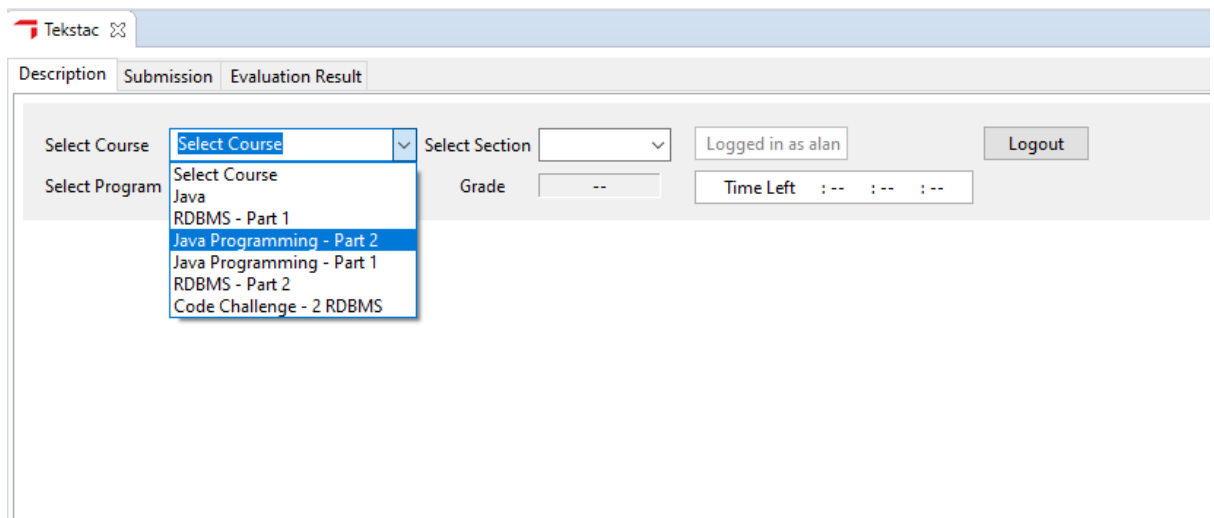 Tekstac
Description Submission Evaluation Result
Select Course Select Course Select Section Logged in as alan Logout
Select Program Grade -- Time Left : -- : -- : --
Select Course
Java
RDBMS - Part 1
Java Programming - Part 2
Java Programming - Part 1
RDBMS - Part 2
Code Challenge - 2 RDBMS